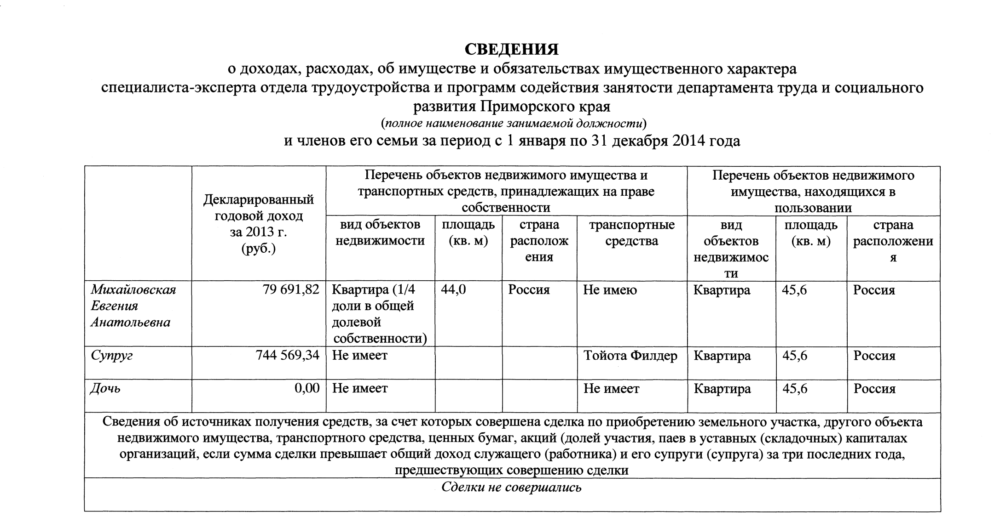 СВЕДЕНИЯ
о доходах, расходах, об имуществе и обязательствах имущественного характера
специалиста-эксперта отдела трудоустройства и программ содействия занятости департамента труда и социального
развития Приморского края
(полное наименование занимаемой должности)
и членов его семьи за период с 1 января по 31 декабря 2014 года
Декларированный
годовой доход
за 2013 г.
(руб.)
Перечень объектов недвижимого имущества и
транспортных средств, принадлежащих на праве
собственности
Перечень объектов недвижимого
имущества, находящихся в
пользовании
вид объектов
недвижимости
площадь
(кв. м)
страна
располож
ения
транспортные
средства
вид
объектов
недвижимос
ти
площадь
(кв. м)
страна
расположени
я
Михайловская
Евгения
Анатольевна
79 691,82
Квартира (1/4
доли в общей
долевой
собственности)
44,0
Россия
Не имею
Квартира
45,6
Россия
Супруг
744 569,34
Не имеет
Тойота Филдер
Квартира
45,6
Россия
Дочь
0,00
Не имеет
Не имеет
Квартира
45,6
Россия
Сведения об источниках получения средств, за счет которых совершена сделка по приобретению земельного участка, другого объекта
недвижимого имущества, транспортного средства, ценных бумаг, акций (долей участия, паев в уставных (складочных) капиталах
организаций, если сумма сделки превышает общий доход служащего (работника) и его супруги (супруга) за три последних года,
предшествующих совершению сделки
Сделки не совершались